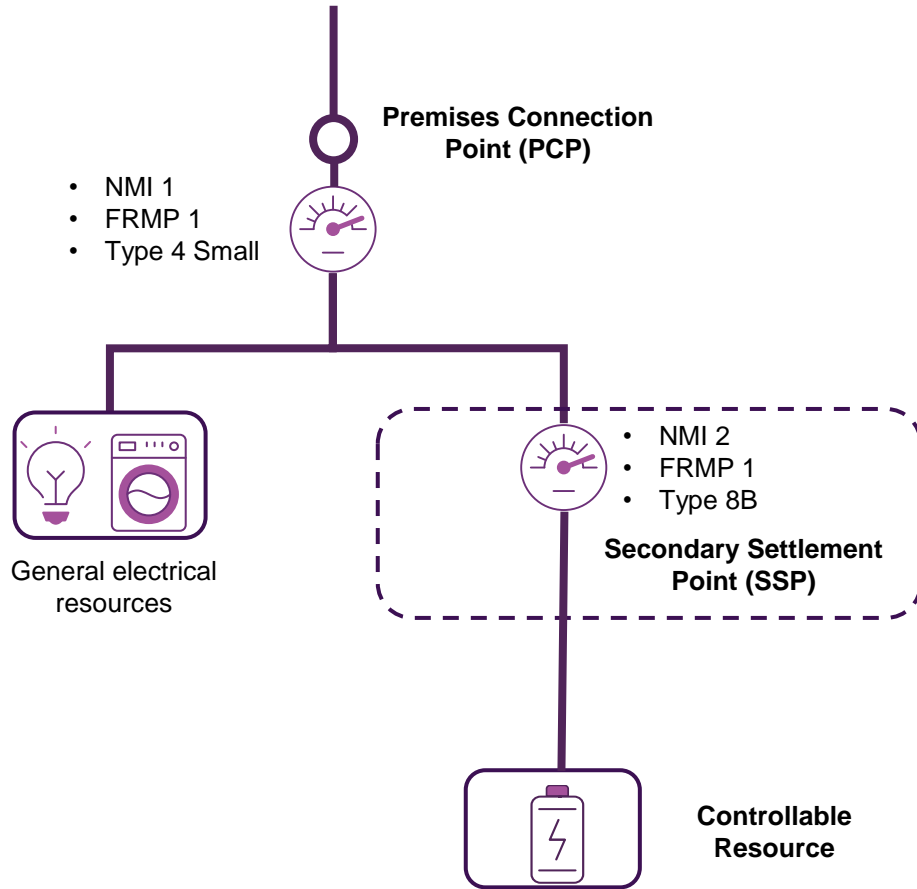 Premises Connection
Point (PCP)
• NMI 1
• FRMP 1
• Type 4 Small
• NMI 2
• FRMP 1
• Type 8B
Secondary Settlement
Point (SSP)
General electrical
resources
Controllable
Resource